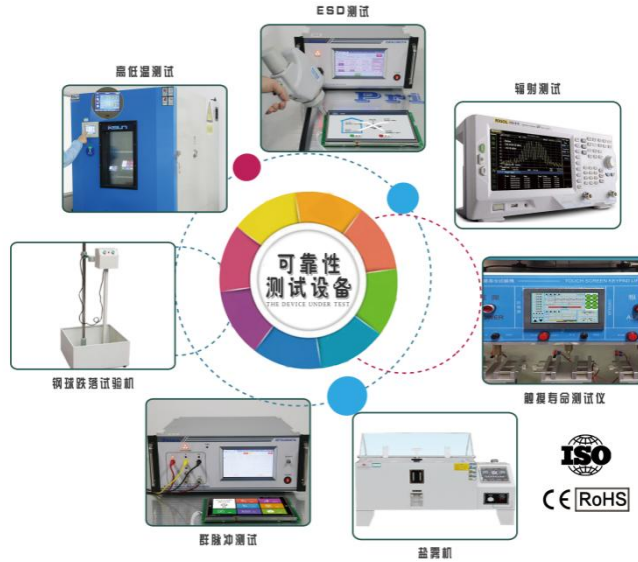 ESD测试
高低温测试
辐射测试
可靠性
测试设备
THE DEVICE UNDER TEST
钢球跌落试验机
触摸寿命测试仪
群脉冲测试
盐雾机
ISO
CE RoHS